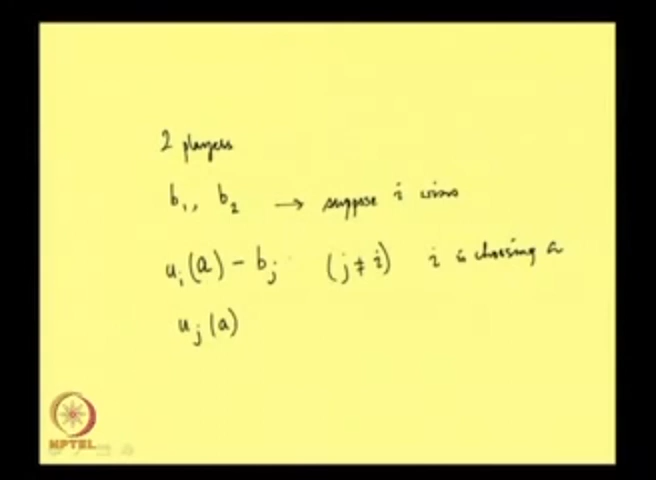 2 players
b₁, b₂ → suppose i wins
uᵢ(a) − bⱼ (j ≠ i) i is choosing a
uⱼ(a)
NPTEL